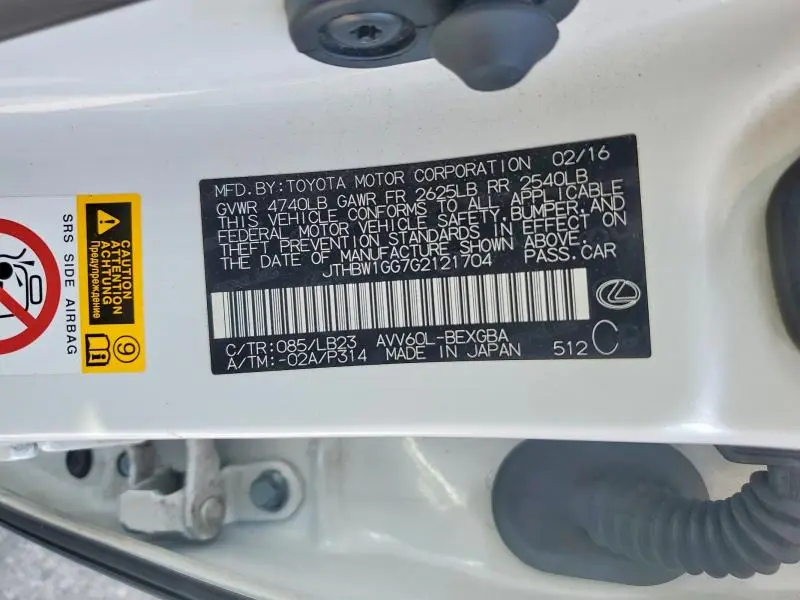 MFD. BY: TOYOTA MOTOR CORPORATION 02/16
GVWR 4740LB GAWR FR 2625LB RR 2540LB
THIS VEHICLE CONFORMS TO ALL APPLICABLE
FEDERAL MOTOR VEHICLE SAFETY, BUMPER, AND
THEFT PREVENTION STANDARDS IN EFFECT ON
THE DATE OF MANUFACTURE SHOWN ABOVE.
JTHBW1GG7G2121704 PASS. CAR
C/TR: 085/LB23 AVV60L-BEXGBA
A/TM: -02A/P314 MADE IN JAPAN 512 C
SRS SIDE AIRBAG
CAUTION
ATTENTION
ACHTUNG
Предупреждение
9